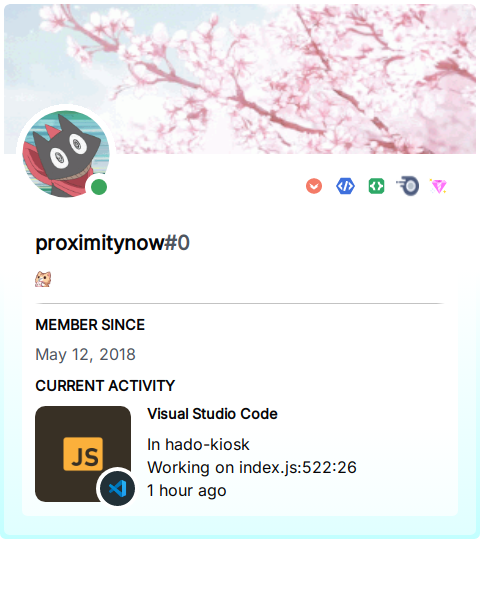 proximitynow#0
MEMBER SINCE
May 12, 2018
CURRENT ACTIVITY
JS
Visual Studio Code
In hado-kiosk
Working on index.js:522:26
1 hour ago